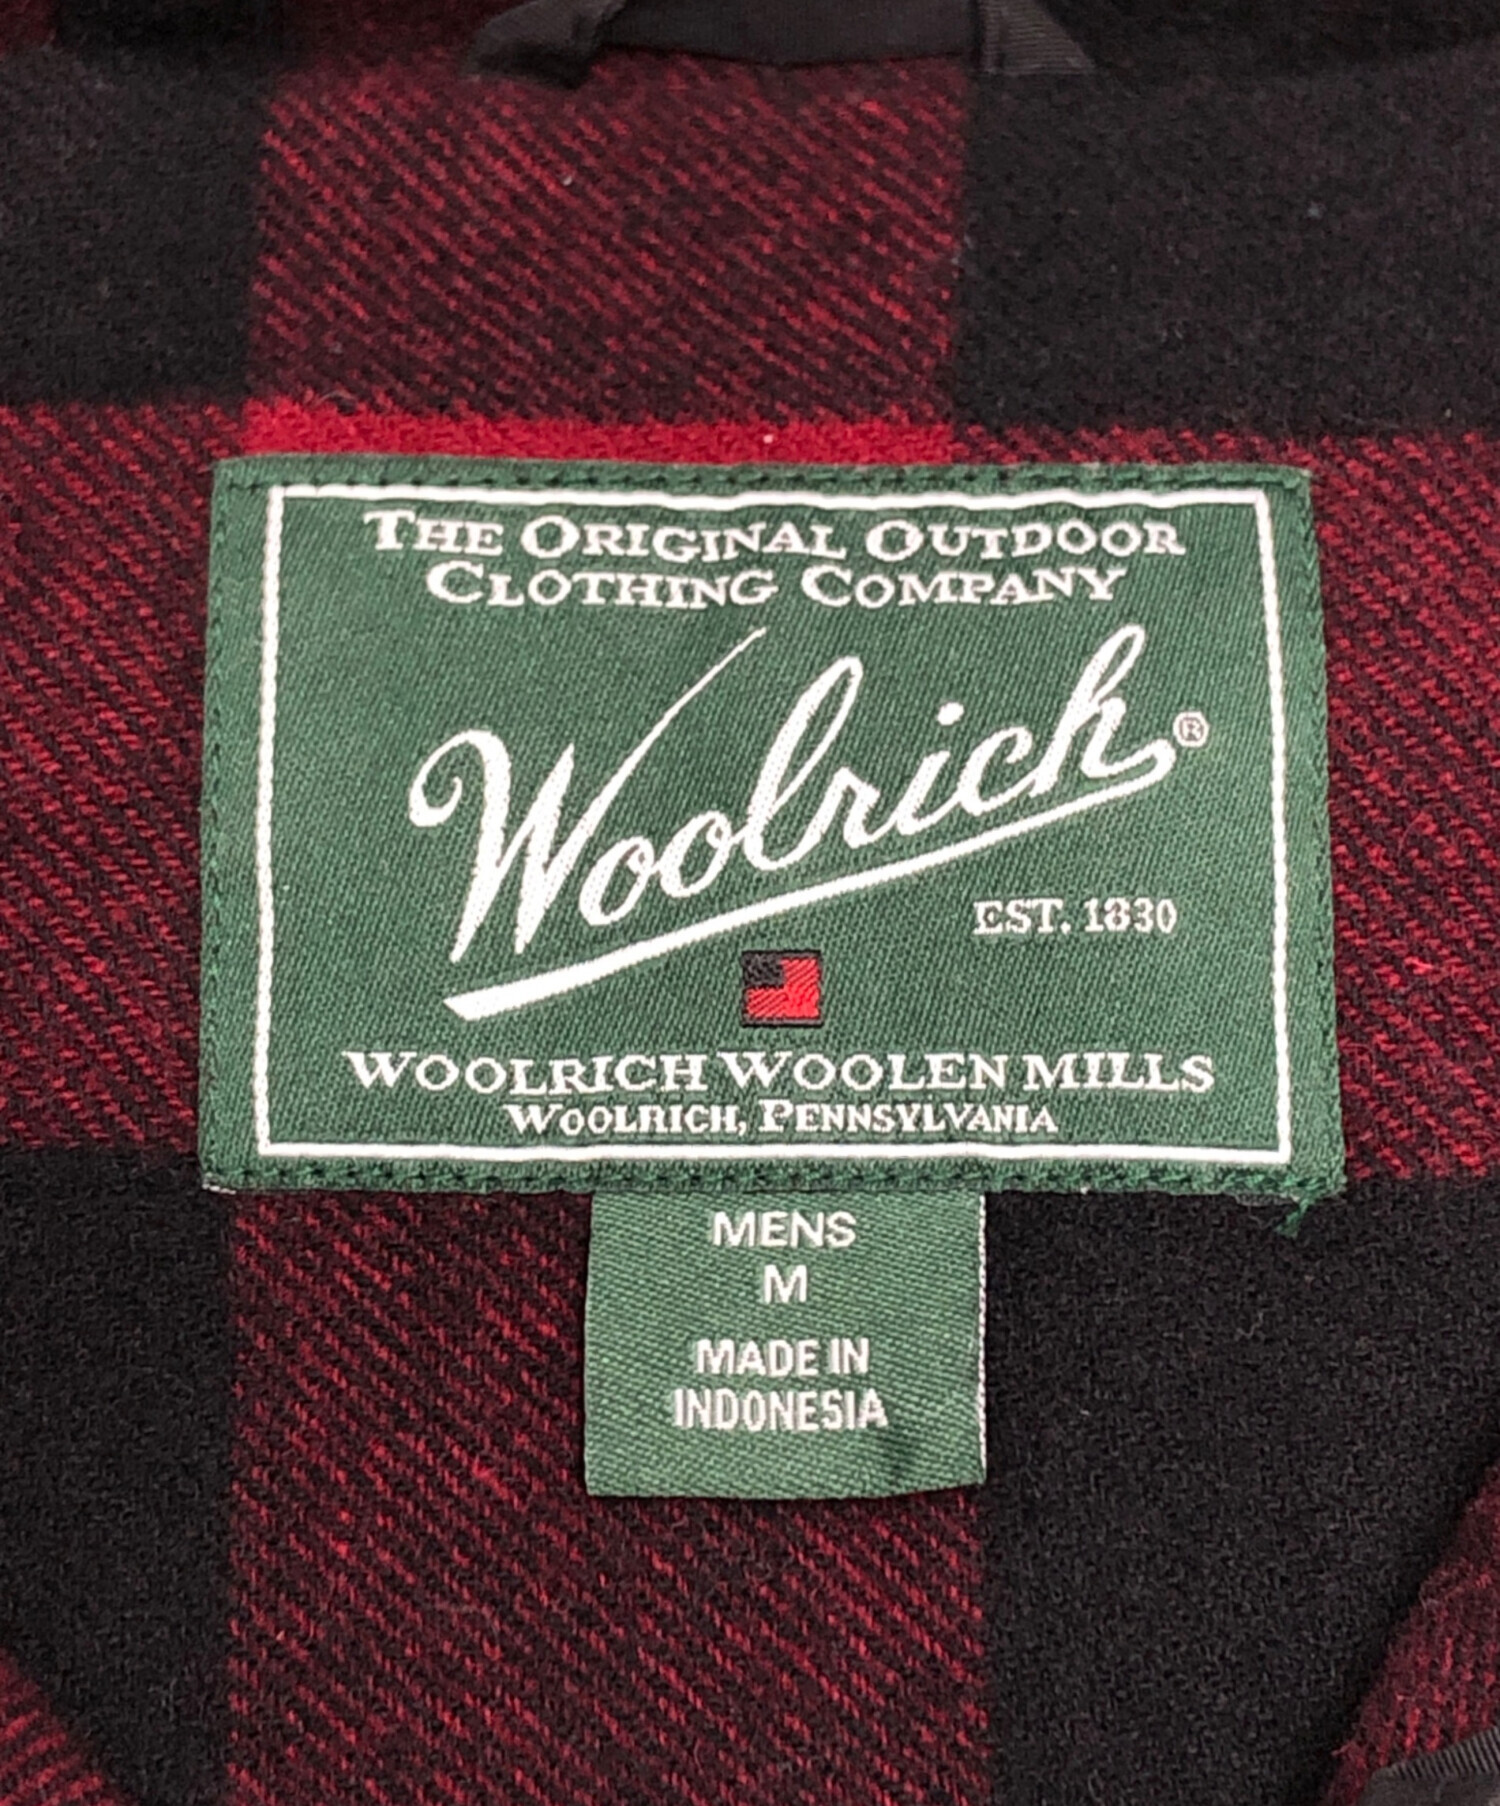 THE ORIGINAL OUTDOOR
CLOTHING COMPANY
Woolrich®
EST. 1830
WOOLRICH WOOLEN MILLS
WOOLRICH, PENNSYLVANIA
MENS
M
MADE IN
INDONESIA